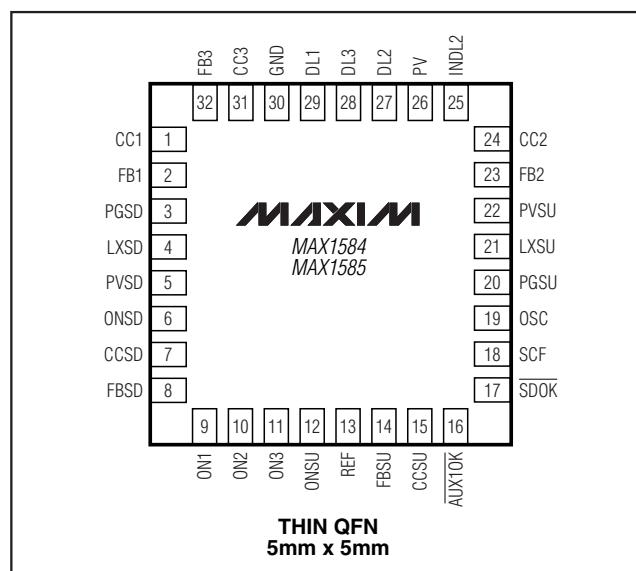 FB3 CC3 GND DL1 DL3 DL2 PV INDL2
32 31 30 29 28 27 26 25
CC1 1 24 CC2
FB1 2 23 FB2
PGSD 3 22 PVSU
LXSD 4 21 LXSU
PVSD 5 20 PGSU
ONSD 6 19 OSC
CCSD 7 18 SCF
FBSD 8 17 SDOK
MAXIM
MAX1584
MAX1585
9 10 11 12 13 14 15 16
ON1 ON2 ON3 ONSU REF FBSU CCSU AUX1OK
THIN QFN
5mm x 5mm